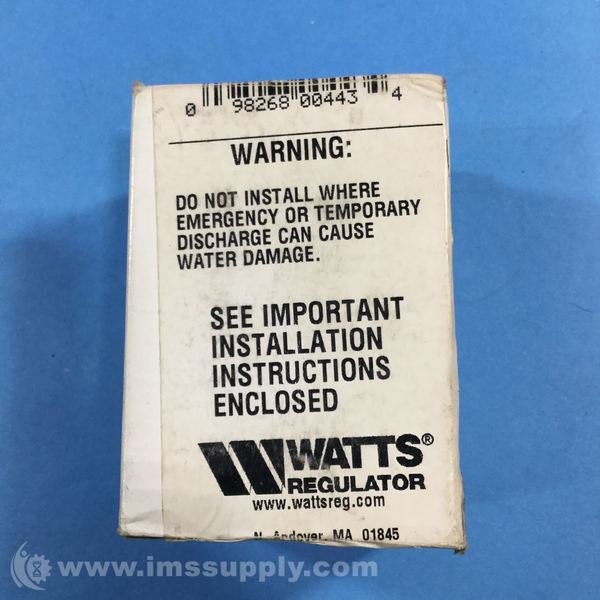 0 98268 00443 4
WARNING:
DO NOT INSTALL WHERE
EMERGENCY OR TEMPORARY
DISCHARGE CAN CAUSE
WATER DAMAGE.
SEE IMPORTANT
INSTALLATION
INSTRUCTIONS
ENCLOSED
WATTS®
REGULATOR
www.wattsreg.com
N. Andover, MA 01845
www.imssupply.com